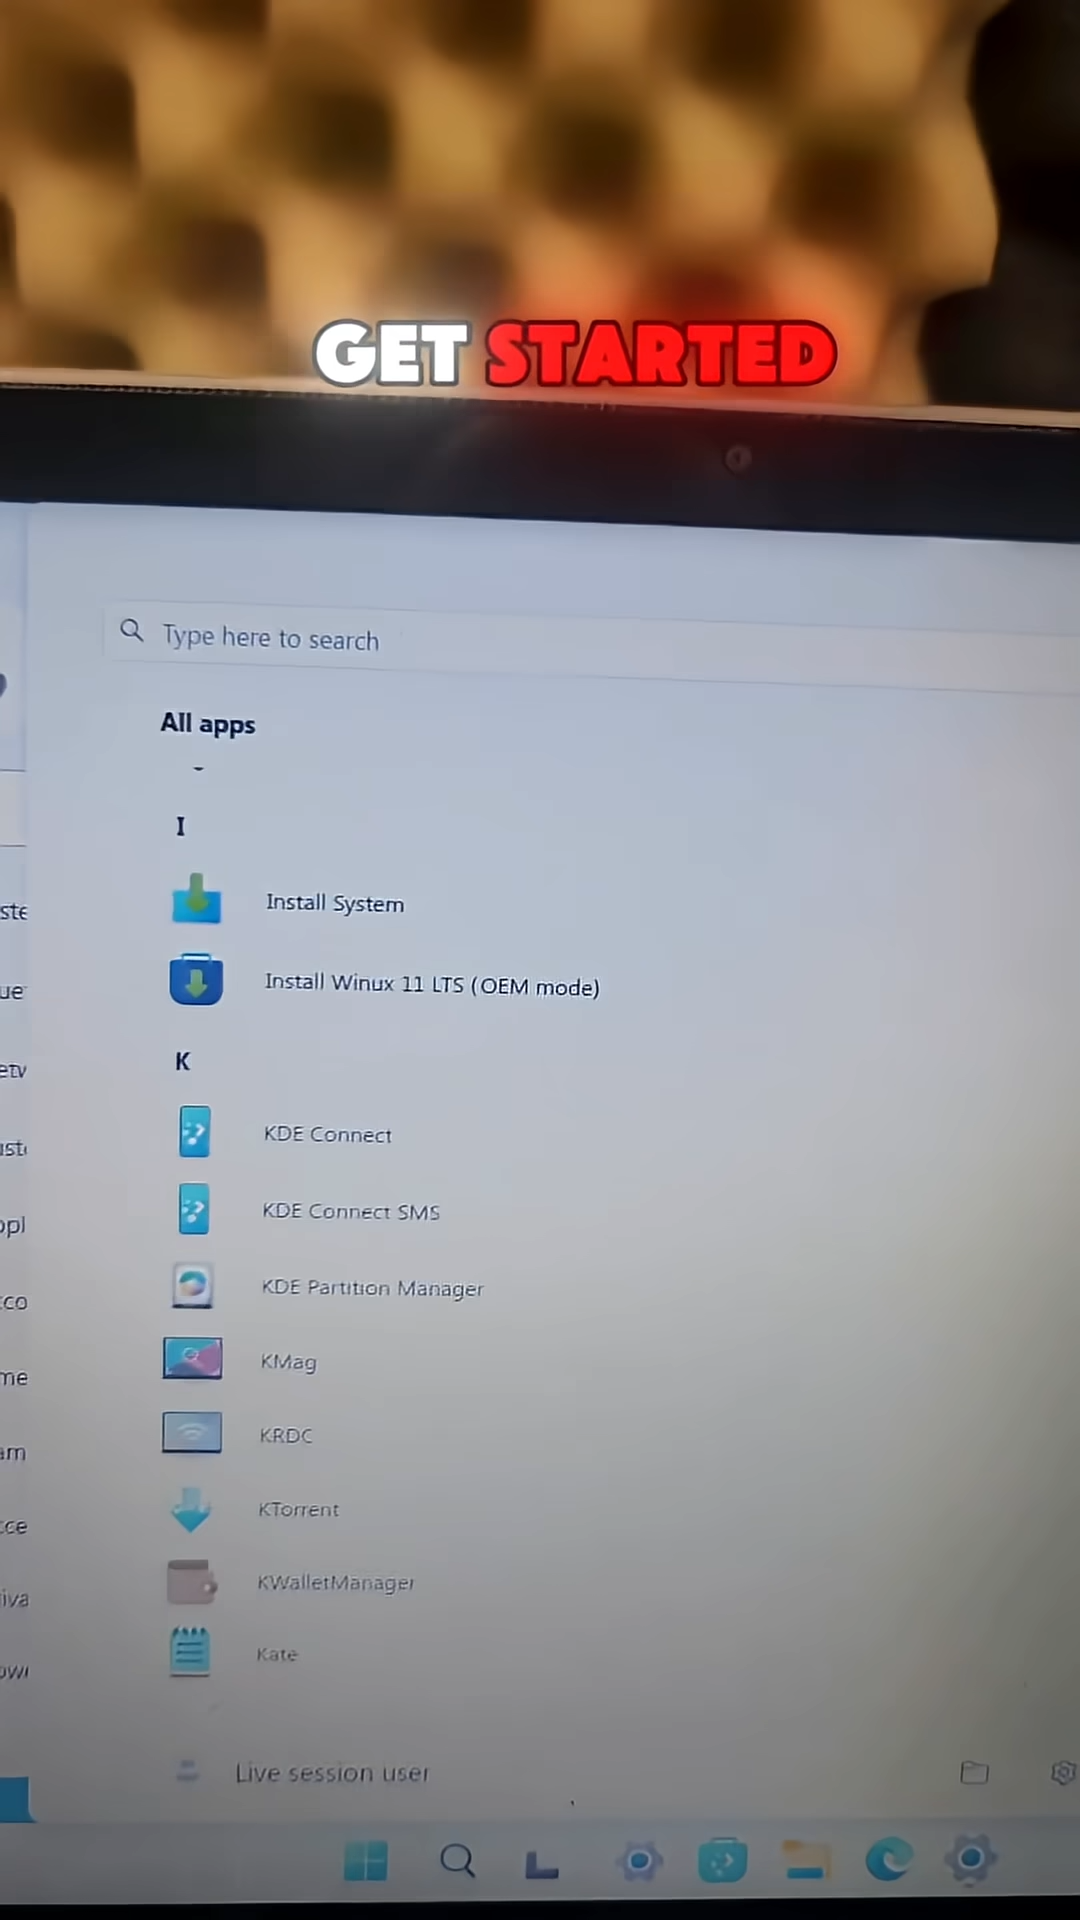 GET STARTED
Type here to search
All apps
I
Install System
Install Winux 11 LTS (OEM mode)
K
KDE Connect
KDE Connect SMS
KDE Partition Manager
KMag
KRDC
KTorrent
KWalletManager
Kate
Live session user